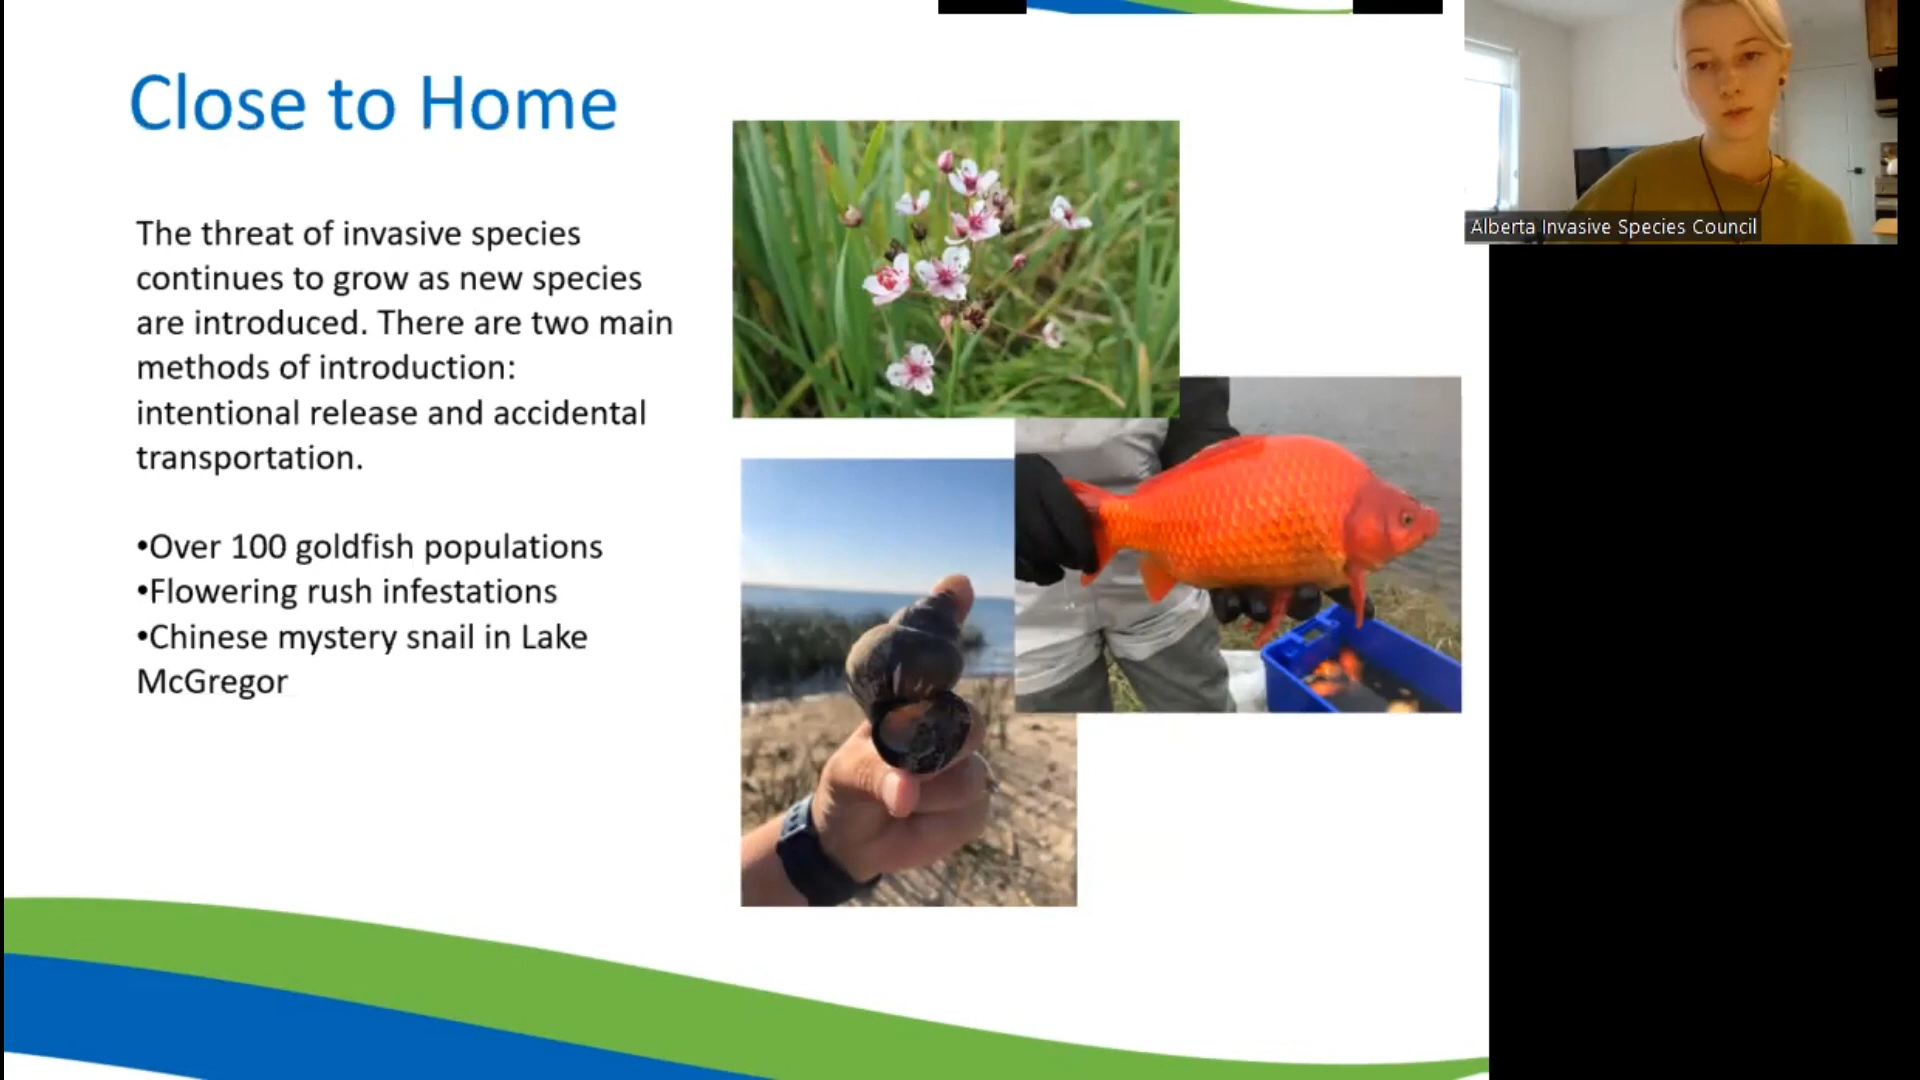 Close to Home
The threat of invasive species
continues to grow as new species
are introduced. There are two main
methods of introduction:
intentional release and accidental
transportation.
•Over 100 goldfish populations
•Flowering rush infestations
•Chinese mystery snail in Lake
McGregor
Alberta Invasive Species Council